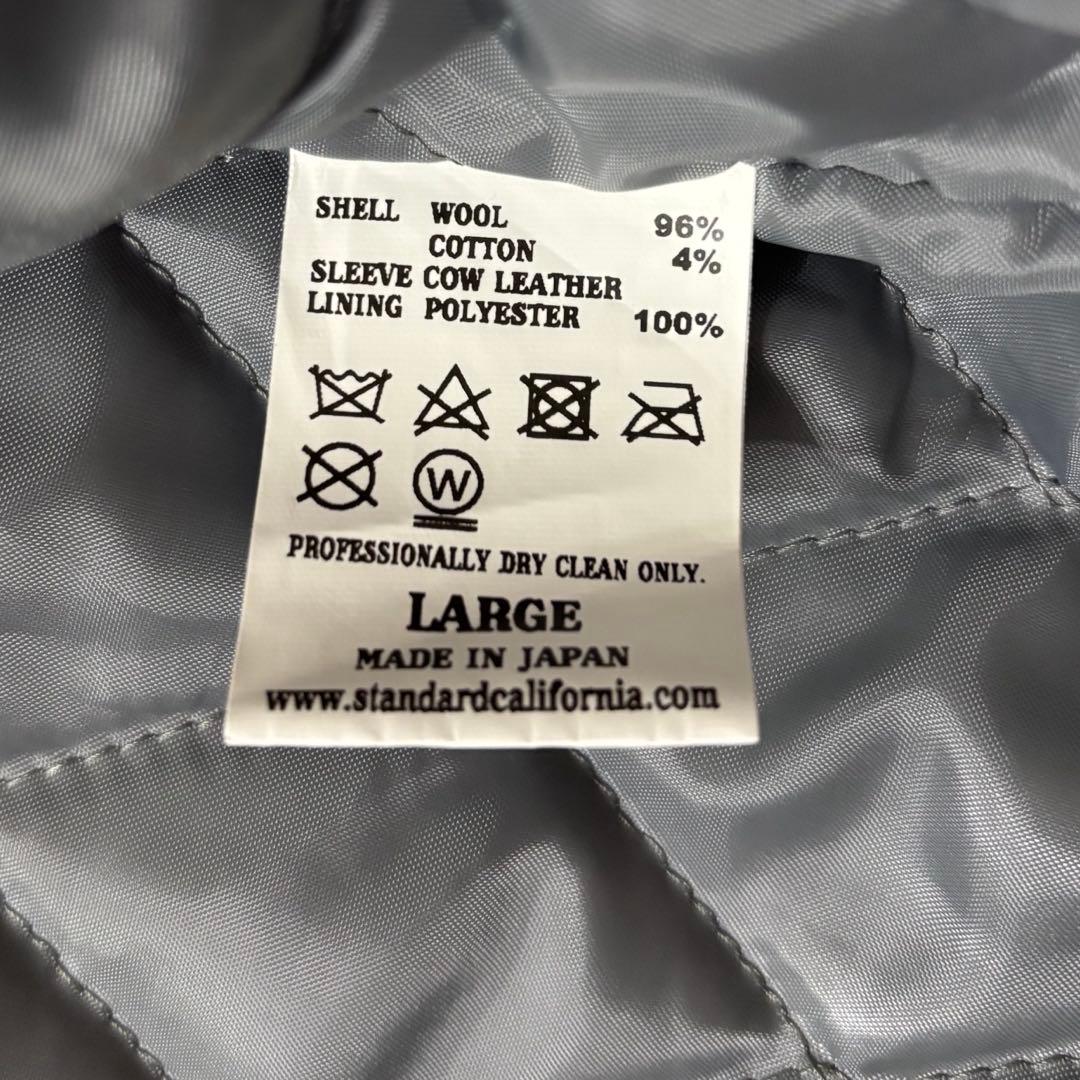 SHELL WOOL 96%
COTTON 4%
SLEEVE COW LEATHER
LINING POLYESTER 100%
W
PROFESSIONALLY DRY CLEAN ONLY.
LARGE
MADE IN JAPAN
www.standardcalifornia.com